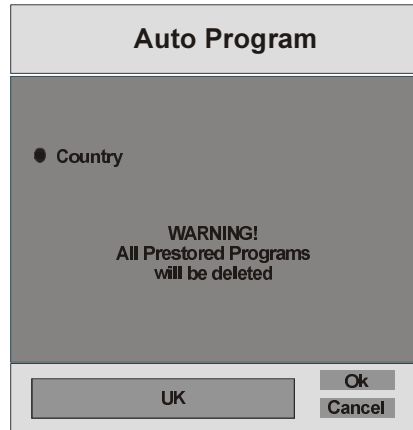 Auto Program
Country
WARNING!
All Prestored Programs
will be deleted
UK
Ok
Cancel